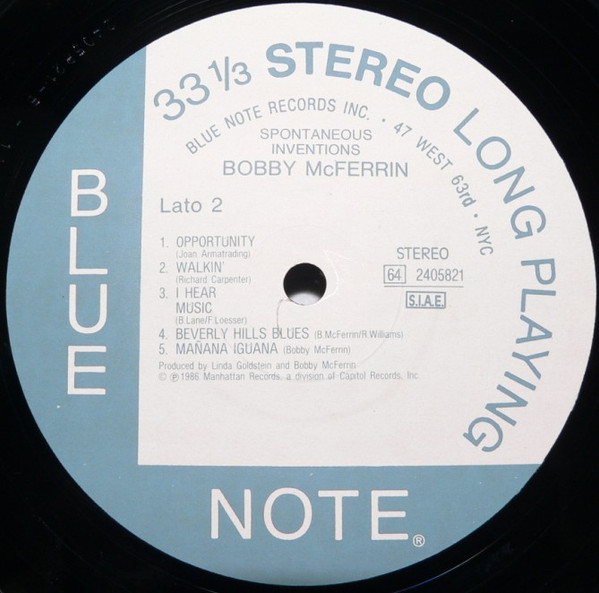 33 1/3 STEREO LONG PLAYING
BLUE NOTE RECORDS INC. • 47 WEST 63rd • NYC
SPONTANEOUS
INVENTIONS
BOBBY McFERRIN
Lato 2
1. OPPORTUNITY
(Joan Armatrading)
2. WALKIN'
(Richard Carpenter)
3. I HEAR
MUSIC
(B.Lane/F.Loesser)
4. BEVERLY HILLS BLUES (B.McFerrin/R.Williams)
5. MAÑANA IGUANA (Bobby McFerrin)
Produced by Linda Goldstein and Bobby McFerrin
© ℗ 1986 Manhattan Records, a division of Capitol Records, Inc.
STEREO
64 2405821
S.I.A.E.
BLUE
NOTE®